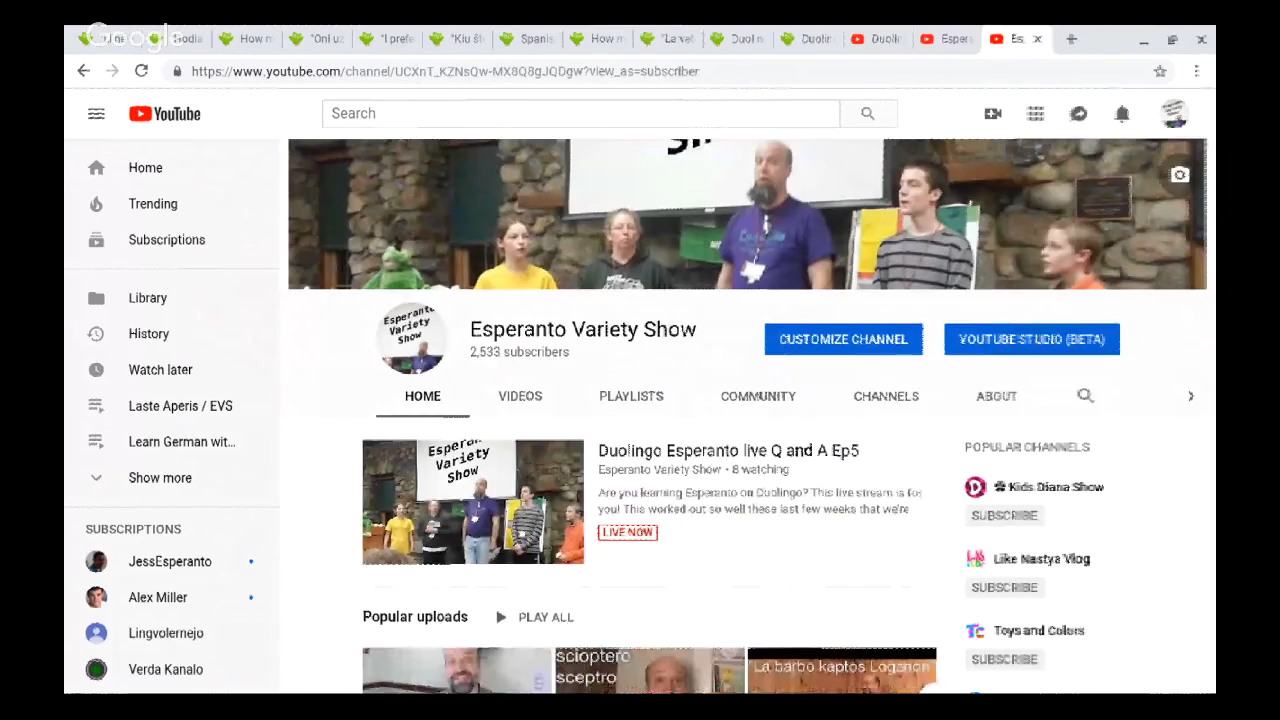 Google
How m
"Oni uz
"I prefe
"Kiu ŝt
Spanis
How m
"La vet
Duol n
Duolin
Duolin
Espera
Es
https://www.youtube.com/channel/UCXnT_KZNsQw-MX8Q8gJQDgw?view_as=subscriber
YouTube
Search
Home
Trending
Subscriptions
Library
History
Watch later
Laste Aperis / EVS
Learn German wit...
Show more
SUBSCRIPTIONS
JessEsperanto
Alex Miller
Lingvolernejo
Verda Kanalo
Esperanto
Variety
Show
Esperanto Variety Show
2,533 subscribers
CUSTOMIZE CHANNEL
YOUTUBE STUDIO (BETA)
HOME
VIDEOS
PLAYLISTS
COMMUNITY
CHANNELS
ABOUT
Variety
Show
Duolingo Esperanto live Q and A Ep5
Esperanto Variety Show • 8 watching
Are you learning Esperanto on Duolingo? This live stream is for
you! This worked out so well these last few weeks that we're
LIVE NOW
Popular uploads
PLAY ALL
scioptero
sceptro
La barbo kaptos Loganon
POPULAR CHANNELS
Kids Diana Show
SUBSCRIBE
Like Nastya Vlog
SUBSCRIBE
Toys and Colors
SUBSCRIBE